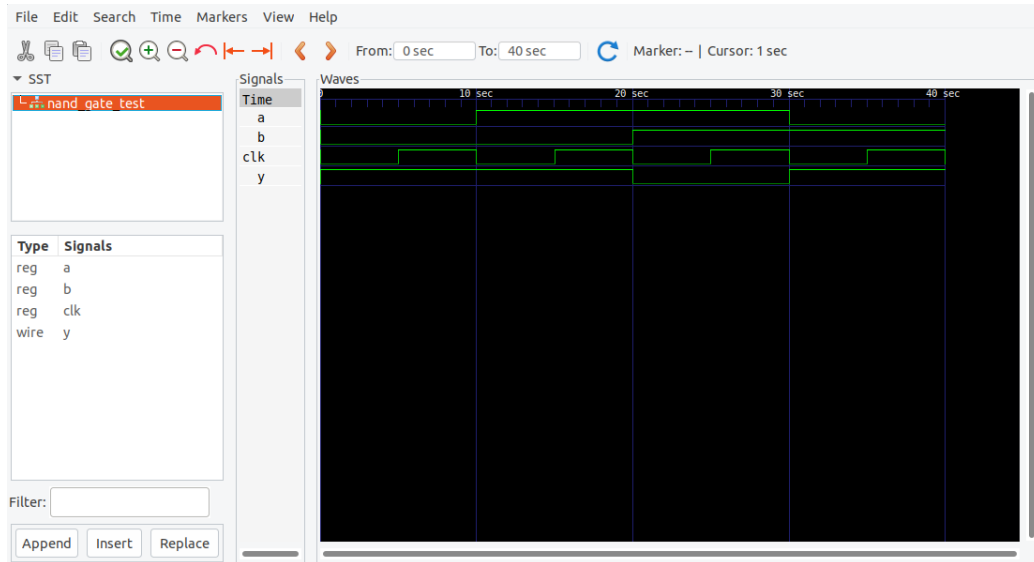 File Edit Search Time Markers View Help
From: 0 sec To: 40 sec Marker: -- | Cursor: 1 sec
SST
nand_gate_test
Type Signals
reg a
reg b
reg clk
wire y
Filter:
Append Insert Replace
Signals
Time
a
b
clk
y
Waves
0 10 sec 20 sec 30 sec 40 sec